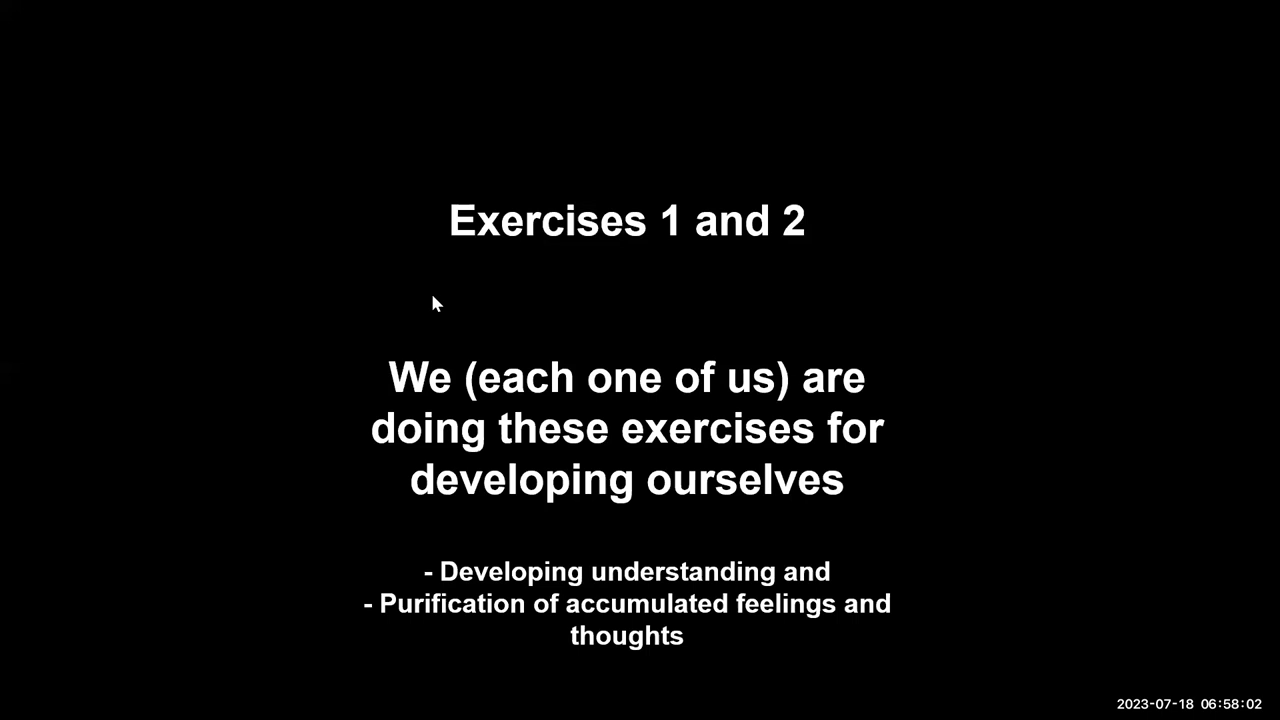 Exercises 1 and 2
We (each one of us) are
doing these exercises for
developing ourselves
- Developing understanding and
- Purification of accumulated feelings and
thoughts
2023-07-18 06:58:02